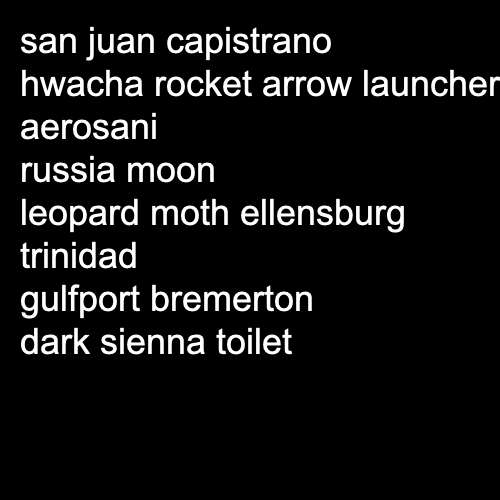 san juan capistrano
hwacha rocket arrow launcher
aerosani
russia moon
leopard moth ellensburg
trinidad
gulfport bremerton
dark sienna toilet